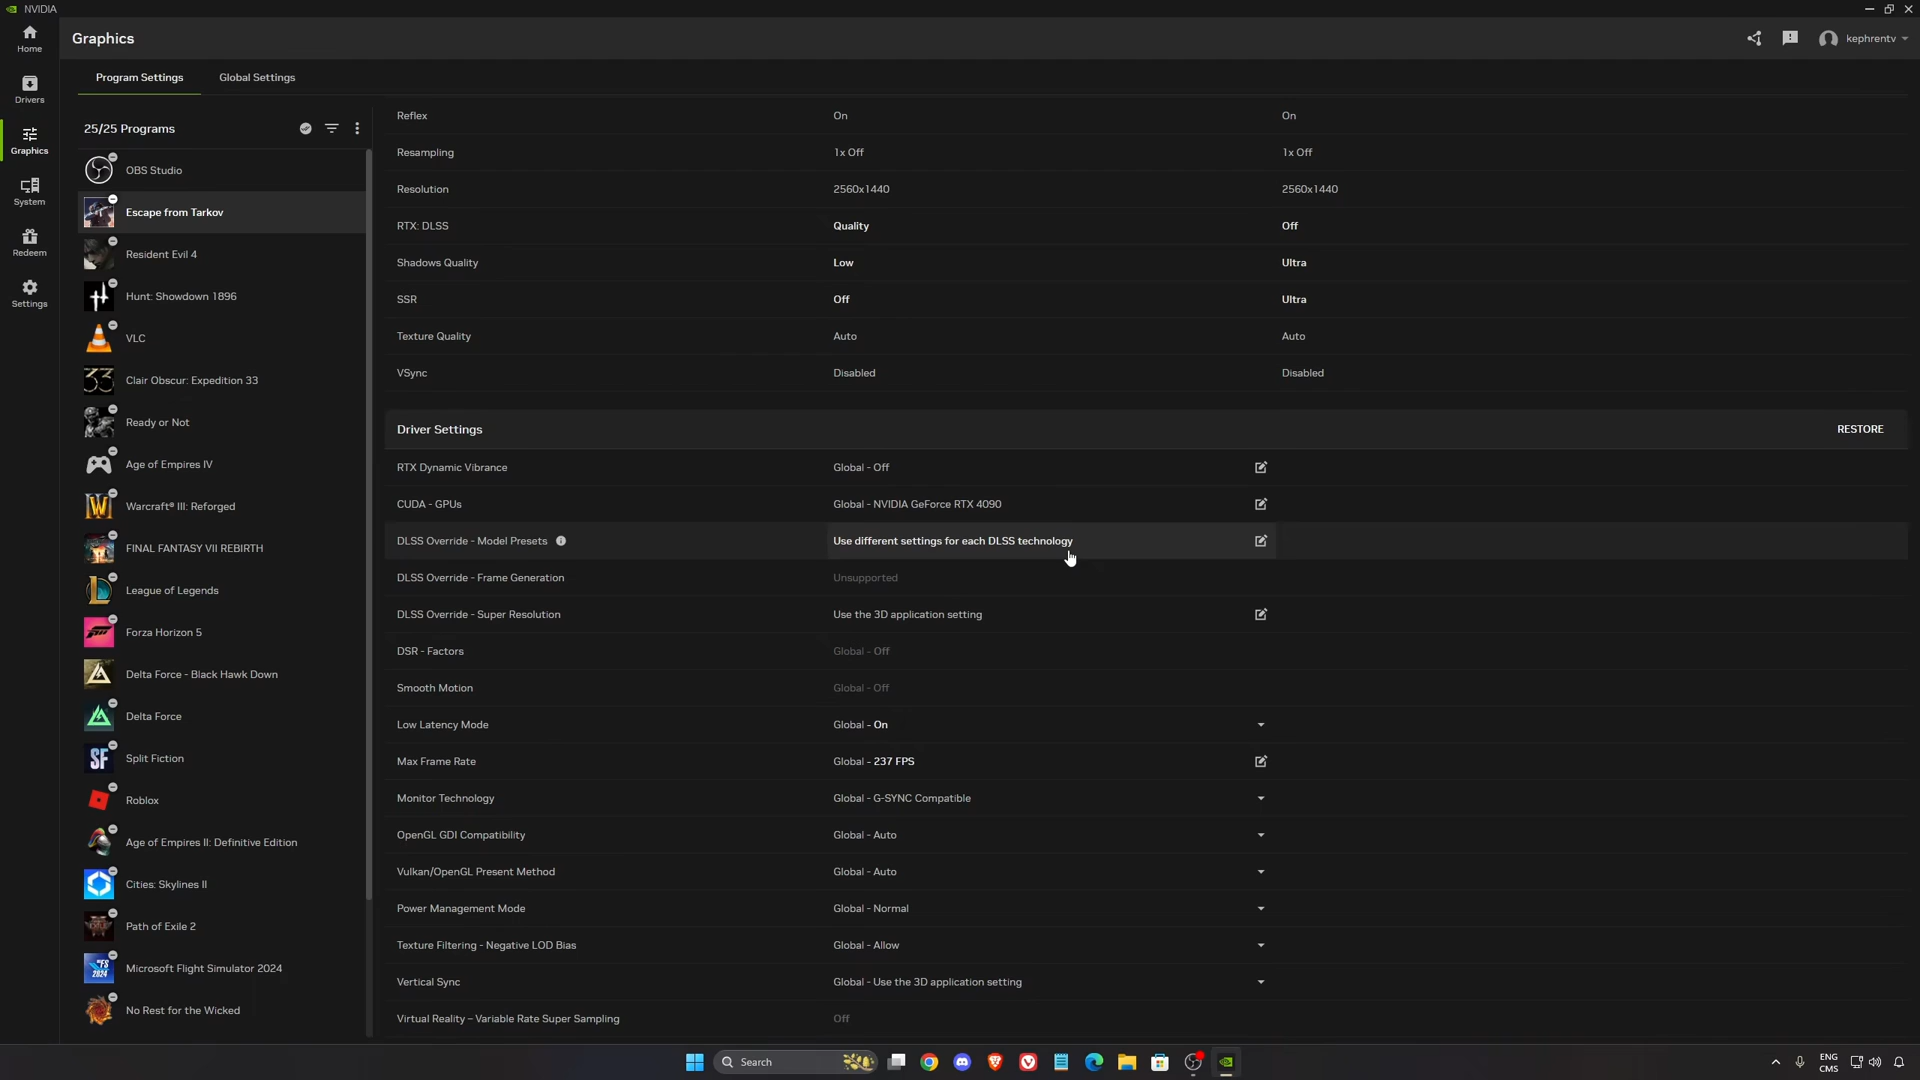 NVIDIA
Home
Drivers
Graphics
System
Redeem
Settings
Graphics
kephrentv
Program Settings
Global Settings
25/25 Programs
OBS Studio
Escape from Tarkov
Resident Evil 4
Hunt: Showdown 1896
VLC
Clair Obscur: Expedition 33
Ready or Not
Age of Empires IV
Warcraft® III: Reforged
FINAL FANTASY VII REBIRTH
League of Legends
Forza Horizon 5
Delta Force - Black Hawk Down
Delta Force
Split Fiction
Roblox
Age of Empires II: Definitive Edition
Cities: Skylines II
Path of Exile 2
Microsoft Flight Simulator 2024
No Rest for the Wicked
Reflex On On
Resampling 1x Off 1x Off
Resolution 2560x1440 2560x1440
RTX: DLSS Quality Off
Shadows Quality Low Ultra
SSR Off Ultra
Texture Quality Auto Auto
VSync Disabled Disabled
Driver Settings RESTORE
RTX Dynamic Vibrance Global - Off
CUDA - GPUs Global - NVIDIA GeForce RTX 4090
DLSS Override - Model Presets Use different settings for each DLSS technology
DLSS Override - Frame Generation Unsupported
DLSS Override - Super Resolution Use the 3D application setting
DSR - Factors Global - Off
Smooth Motion Global - Off
Low Latency Mode Global - On
Max Frame Rate Global - 237 FPS
Monitor Technology Global - G-SYNC Compatible
OpenGL GDI Compatibility Global - Auto
Vulkan/OpenGL Present Method Global - Auto
Power Management Mode Global - Normal
Texture Filtering - Negative LOD Bias Global - Allow
Vertical Sync Global - Use the 3D application setting
Virtual Reality – Variable Rate Super Sampling Off
Search
ENG
CMS